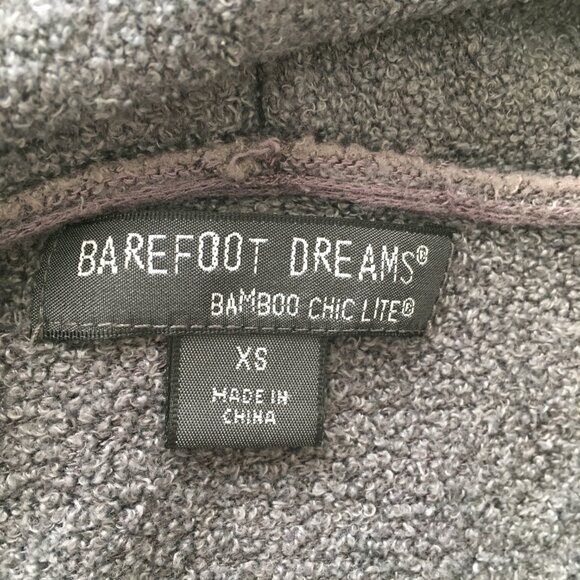 BAREFOOT DREAMS®
BAMBOO CHIC LITE®
XS
MADE IN
CHINA